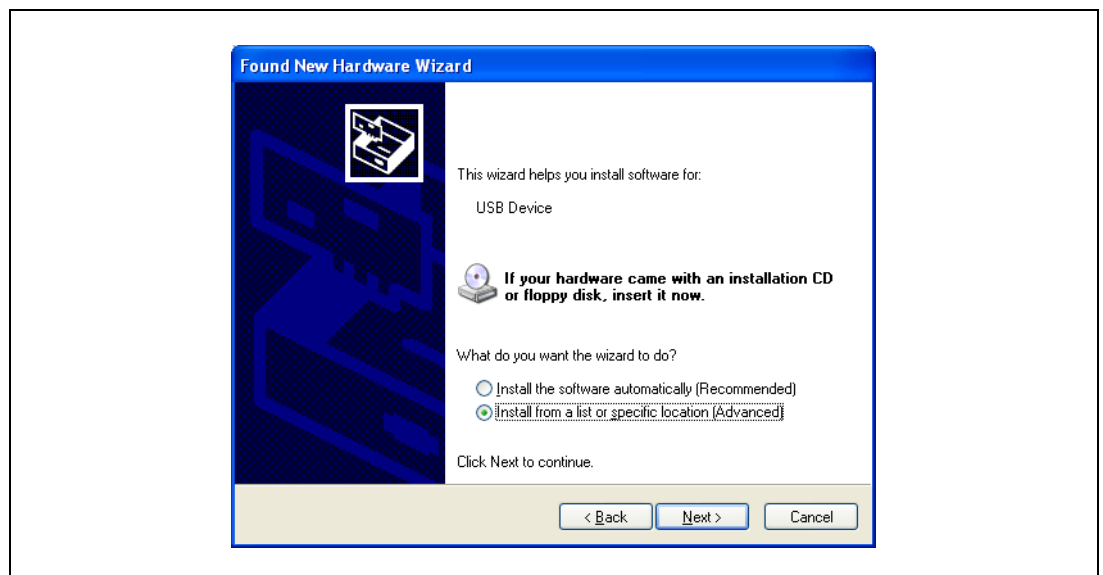 Found New Hardware Wizard
This wizard helps you install software for:
USB Device
If your hardware came with an installation CD
or floppy disk, insert it now.
What do you want the wizard to do?
Install the software automatically (Recommended)
Install from a list or specific location (Advanced)
Click Next to continue.
< Back Next > Cancel